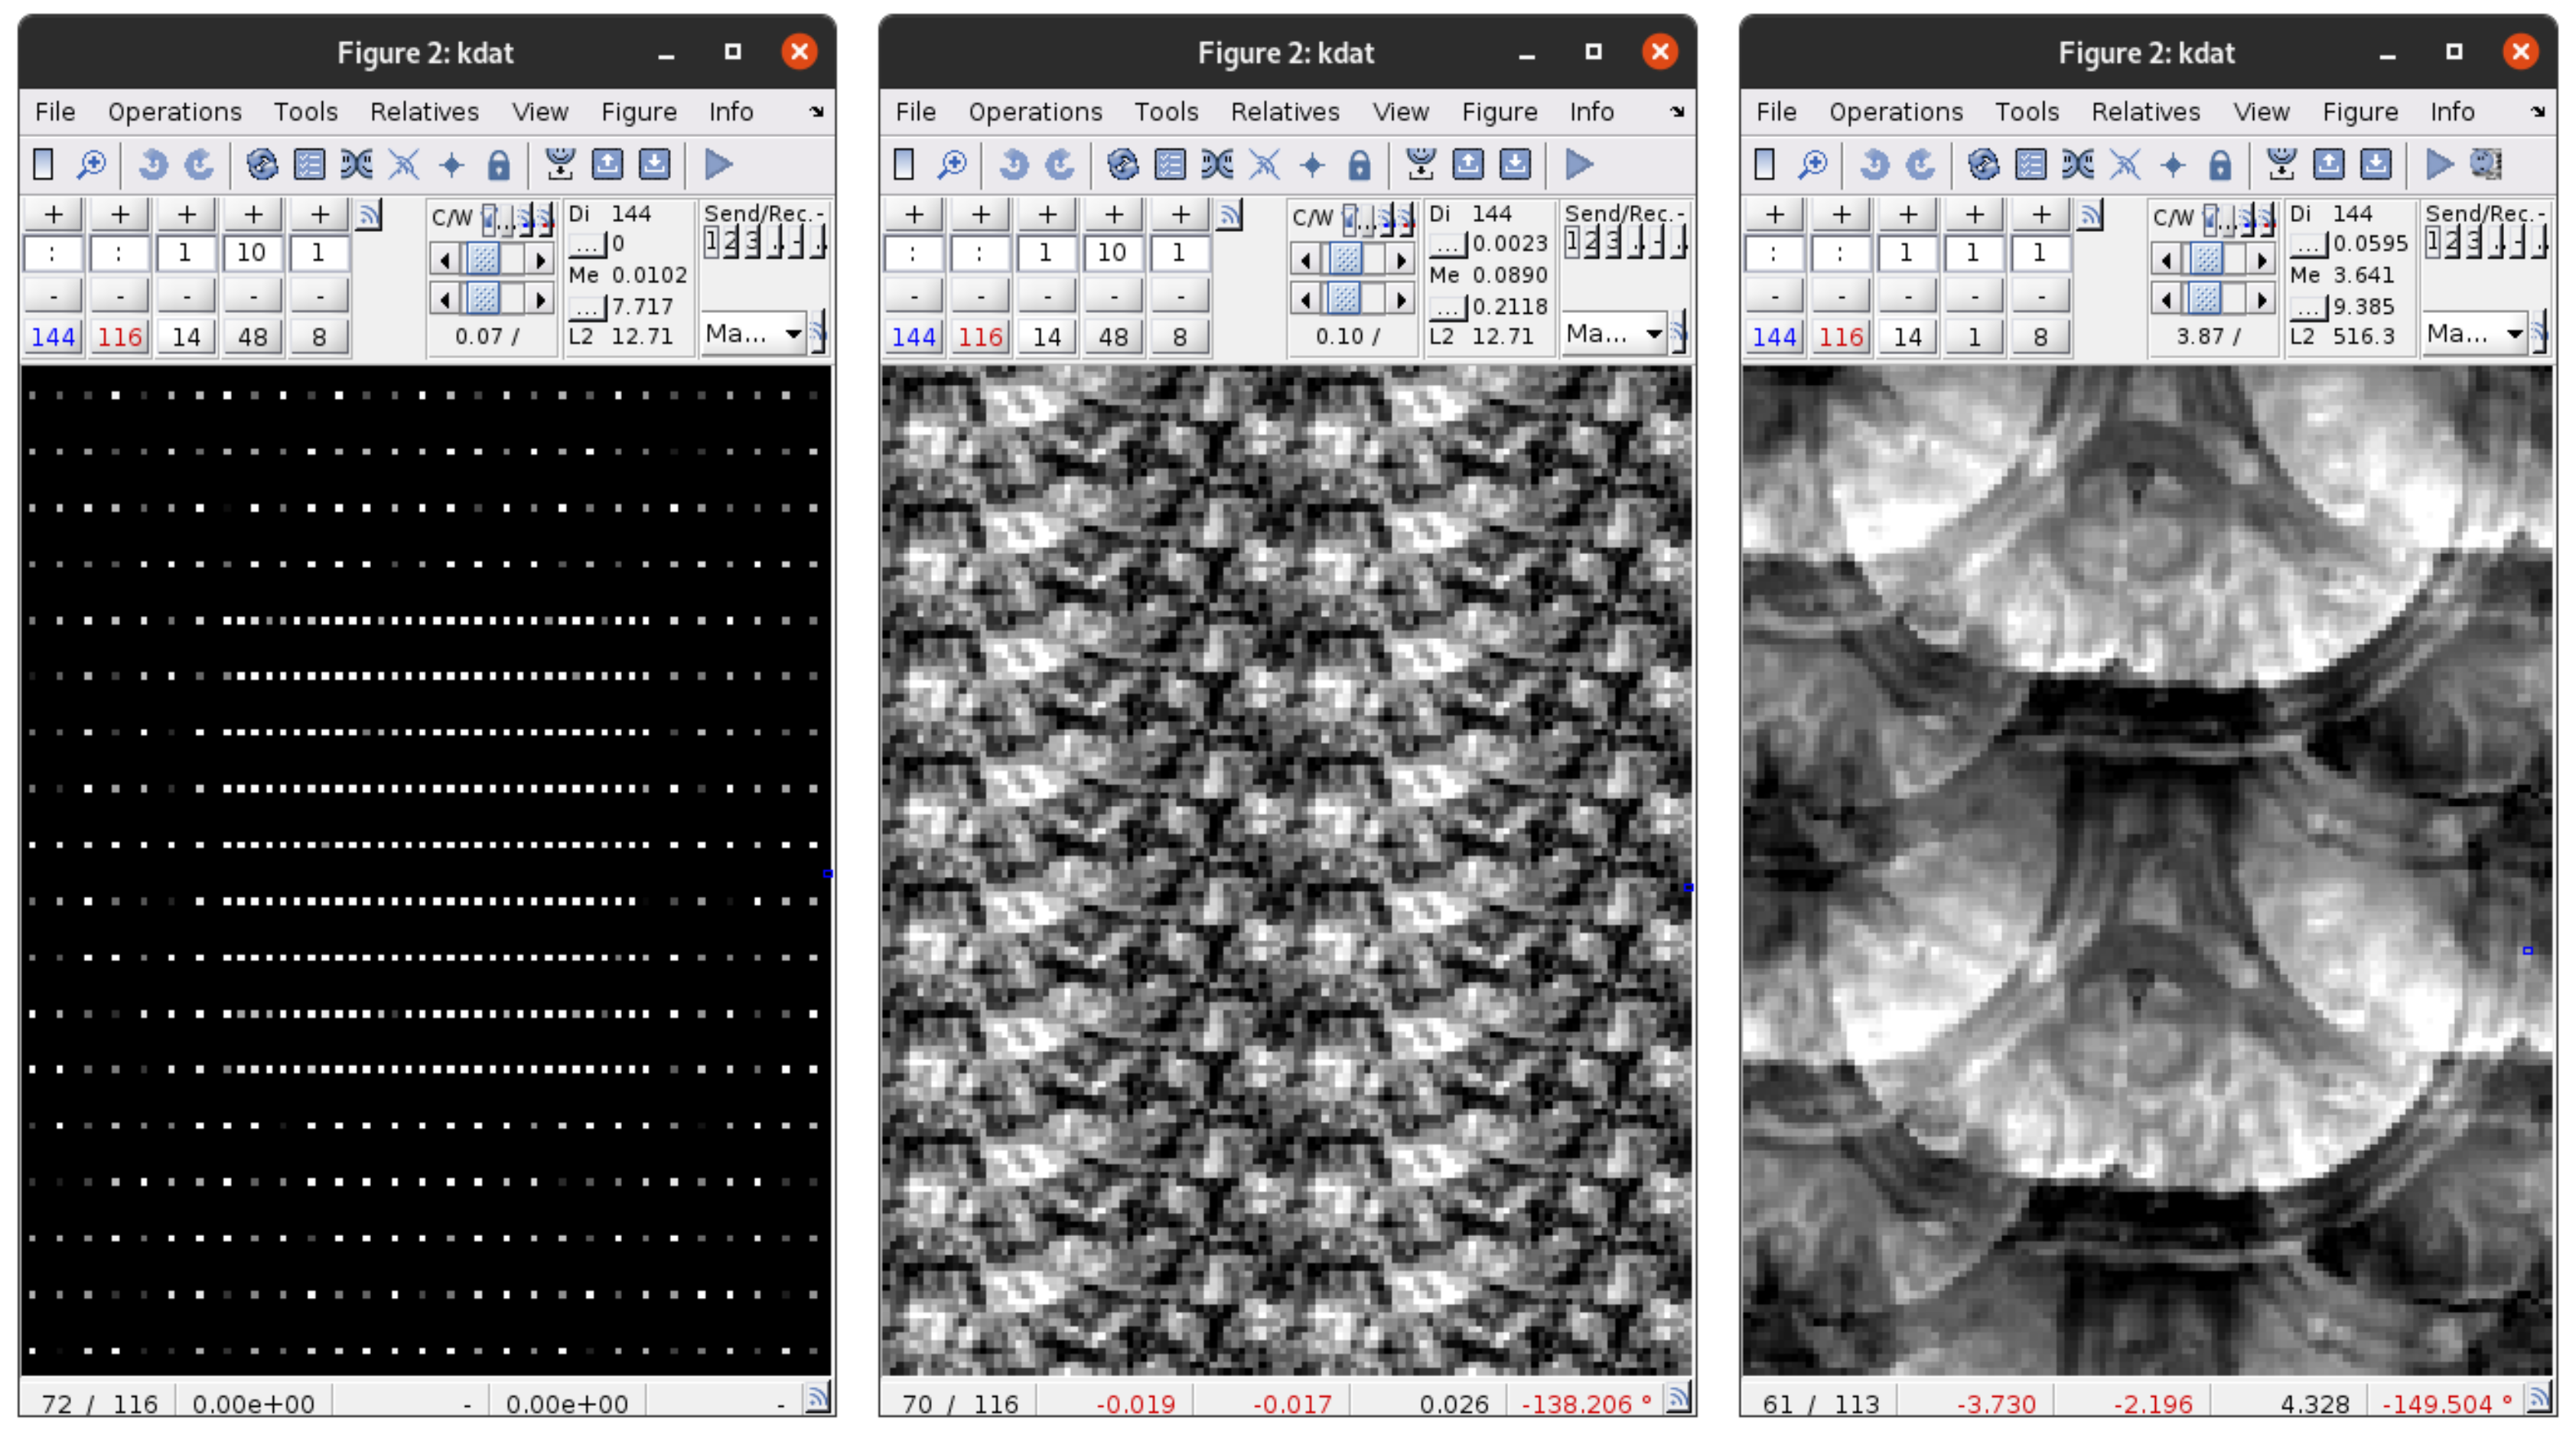 Figure 2: kdat
File Operations Tools Relatives View Figure Info
+ + + + +
: : 1 10 1
- - - - -
144 116 14 48 8
C/W ...
0.07 /
Di 144
... 0
Me 0.0102
... 7.717
L2 12.71
Send/Rec.-
1 2 3 . - .
Ma...
72 / 116 0.00e+00 - 0.00e+00 -
Figure 2: kdat
File Operations Tools Relatives View Figure Info
+ + + + +
: : 1 10 1
- - - - -
144 116 14 48 8
C/W ...
0.10 /
Di 144
... 0.0023
Me 0.0890
... 0.2118
L2 12.71
Send/Rec.-
1 2 3 . - .
Ma...
70 / 116 -0.019 -0.017 0.026 -138.206 °
Figure 2: kdat
File Operations Tools Relatives View Figure Info
+ + + + +
: : 1 1 1
- - - - -
144 116 14 1 8
C/W ...
3.87 /
Di 144
... 0.0595
Me 3.641
... 9.385
L2 516.3
Send/Rec.-
1 2 3 . - .
Ma...
61 / 113 -3.730 -2.196 4.328 -149.504 °